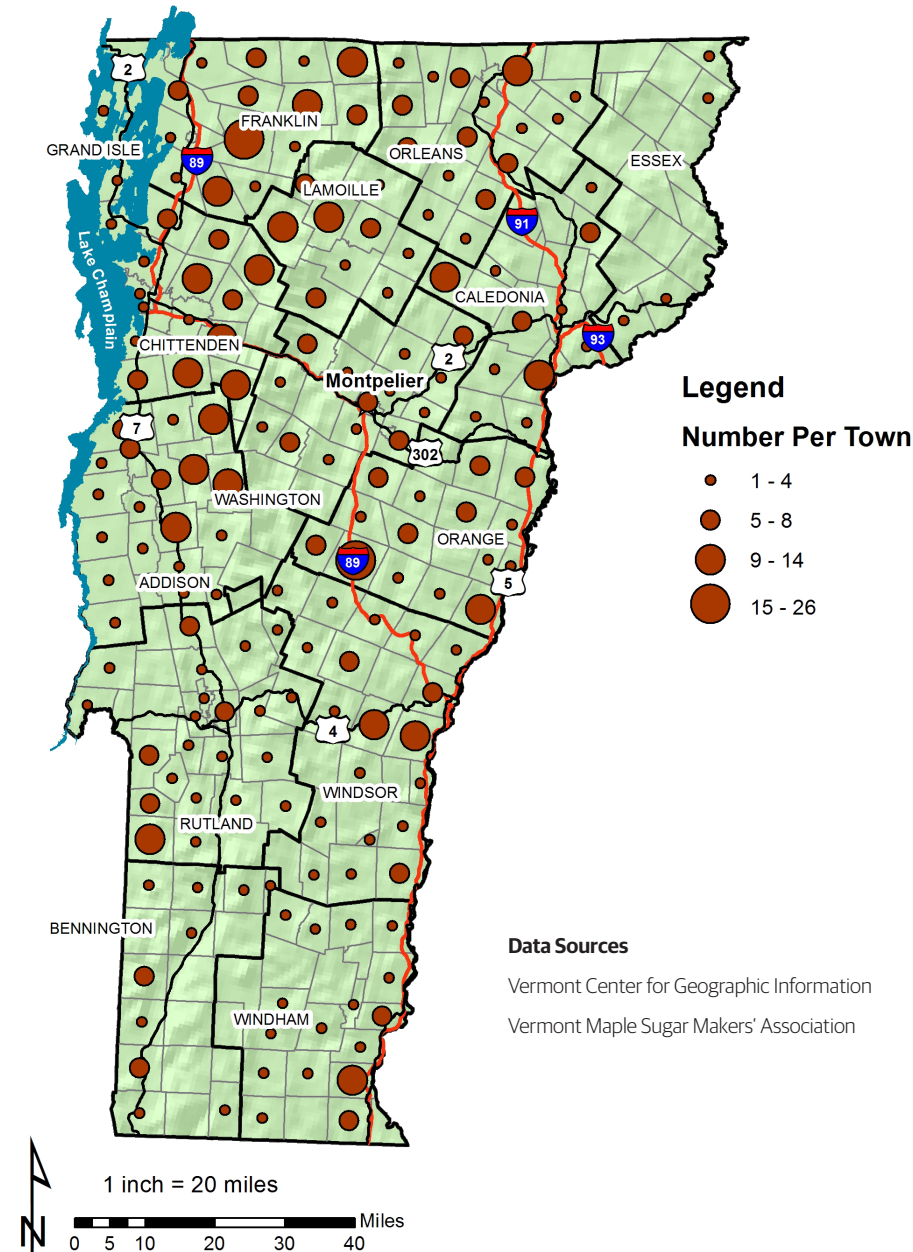 2
GRAND ISLE
FRANKLIN
89
ORLEANS
ESSEX
LAMOILLE
91
Lake Champlain
CALEDONIA
93
CHITTENDEN
2
Montpelier
7
302
WASHINGTON
ORANGE
89
5
ADDISON
4
WINDSOR
RUTLAND
BENNINGTON
WINDHAM
Legend
Number Per Town
1 - 4
5 - 8
9 - 14
15 - 26
Data Sources
Vermont Center for Geographic Information
Vermont Maple Sugar Makers' Association
1 inch = 20 miles
N
Miles
0 5 10 20 30 40